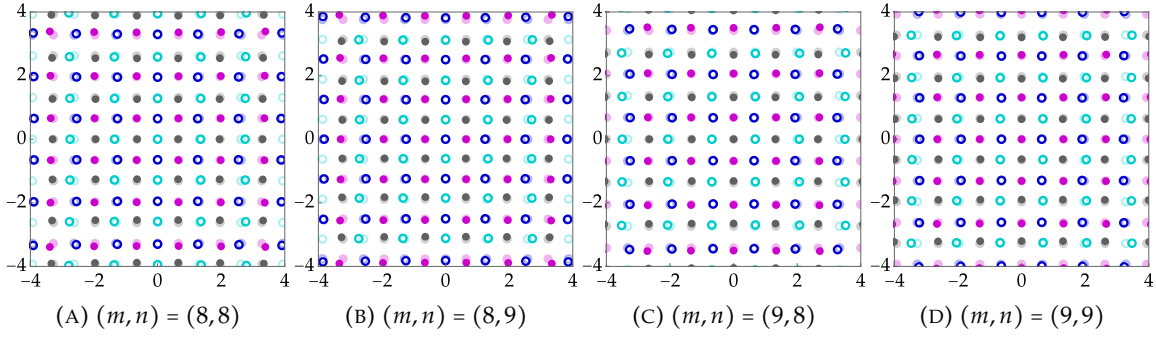 4 4 4 4
2 2 2 2
0 0 0 0
−2 −2 −2 −2
−4 −4 −4 −4
−4 −2 0 2 4 −4 −2 0 2 4 −4 −2 0 2 4 −4 −2 0 2 4
(A) (m, n) = (8, 8) (B) (m, n) = (8, 9) (C) (m, n) = (9, 8) (D) (m, n) = (9, 9)